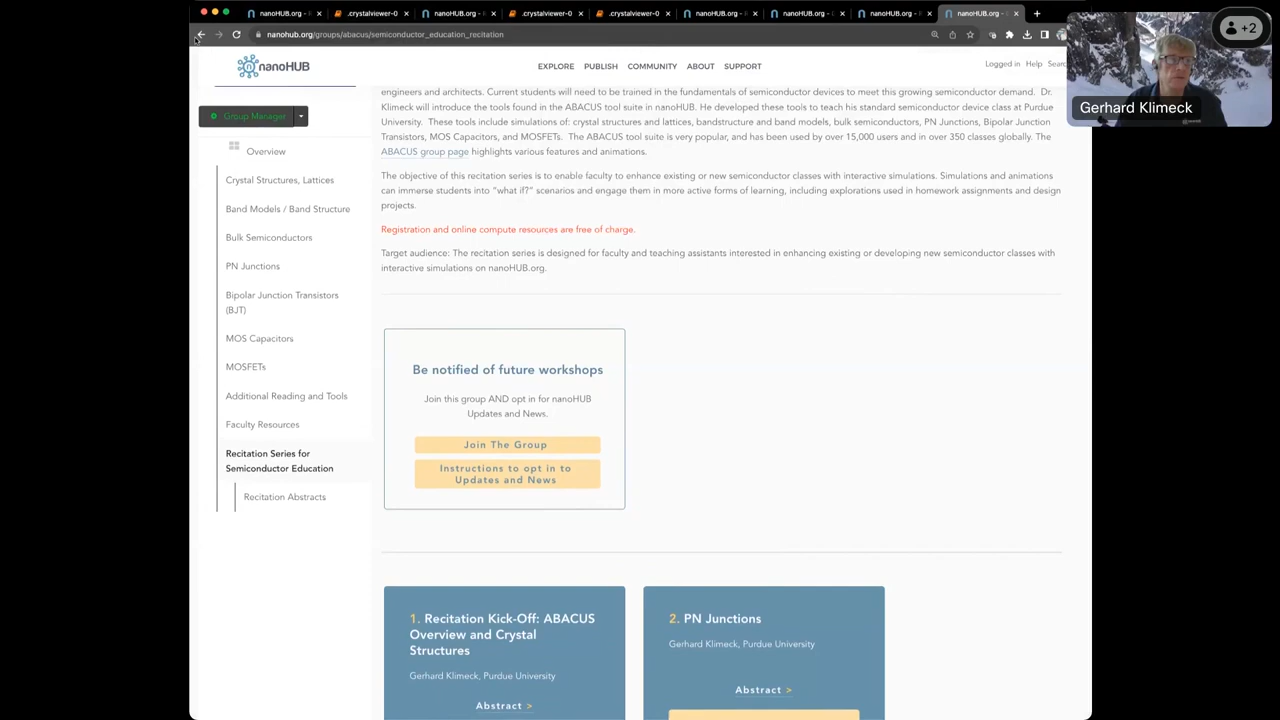 nanoHUB.org -
.crystalviewer-0
nanoHUB.org -
.crystalviewer-0
.crystalviewer-0
nanoHUB.org -
nanoHUB.org -
nanoHUB.org -
nanoHUB.org -
nanohub.org/groups/abacus/semiconductor_education_recitation
+2
Gerhard Klimeck
nanoHUB
EXPLORE PUBLISH COMMUNITY ABOUT SUPPORT
Logged in Help
Group Manager
Overview
Crystal Structures, Lattices
Band Models / Band Structure
Bulk Semiconductors
PN Junctions
Bipolar Junction Transistors
(BJT)
MOS Capacitors
MOSFETs
Additional Reading and Tools
Faculty Resources
Recitation Series for
Semiconductor Education
Recitation Abstracts
engineers and architects. Current students will need to be trained in the fundamentals of semiconductor devices to meet this growing semiconductor demand. Dr.
Klimeck will introduce the tools found in the ABACUS tool suite in nanoHUB. He developed these tools to teach his standard semiconductor device class at Purdue
University. These tools include simulations of: crystal structures and lattices, bandstructure and band models, bulk semiconductors, PN Junctions, Bipolar Junction
Transistors, MOS Capacitors, and MOSFETs. The ABACUS tool suite is very popular, and has been used by over 15,000 users and in over 350 classes globally. The
ABACUS group page highlights various features and animations.
The objective of this recitation series is to enable faculty to enhance existing or new semiconductor classes with interactive simulations. Simulations and animations
can immerse students into "what if?" scenarios and engage them in more active forms of learning, including explorations used in homework assignments and design
projects.
Registration and online compute resources are free of charge.
Target audience: The recitation series is designed for faculty and teaching assistants interested in enhancing existing or developing new semiconductor classes with
interactive simulations on nanoHUB.org.
Be notified of future workshops
Join this group AND opt in for nanoHUB
Updates and News.
Join The Group
Instructions to opt in to
Updates and News
1. Recitation Kick-Off: ABACUS
Overview and Crystal
Structures
Gerhard Klimeck, Purdue University
Abstract >
2. PN Junctions
Gerhard Klimeck, Purdue University
Abstract >